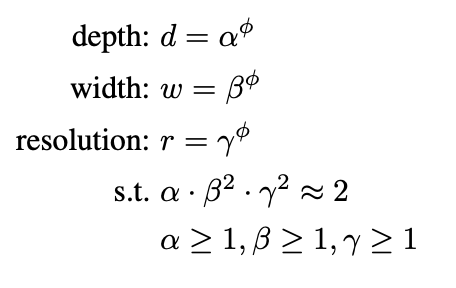 depth: d = α^ϕ
width: w = β^ϕ
resolution: r = γ^ϕ
s.t. α · β² · γ² ≈ 2
α ≥ 1, β ≥ 1, γ ≥ 1